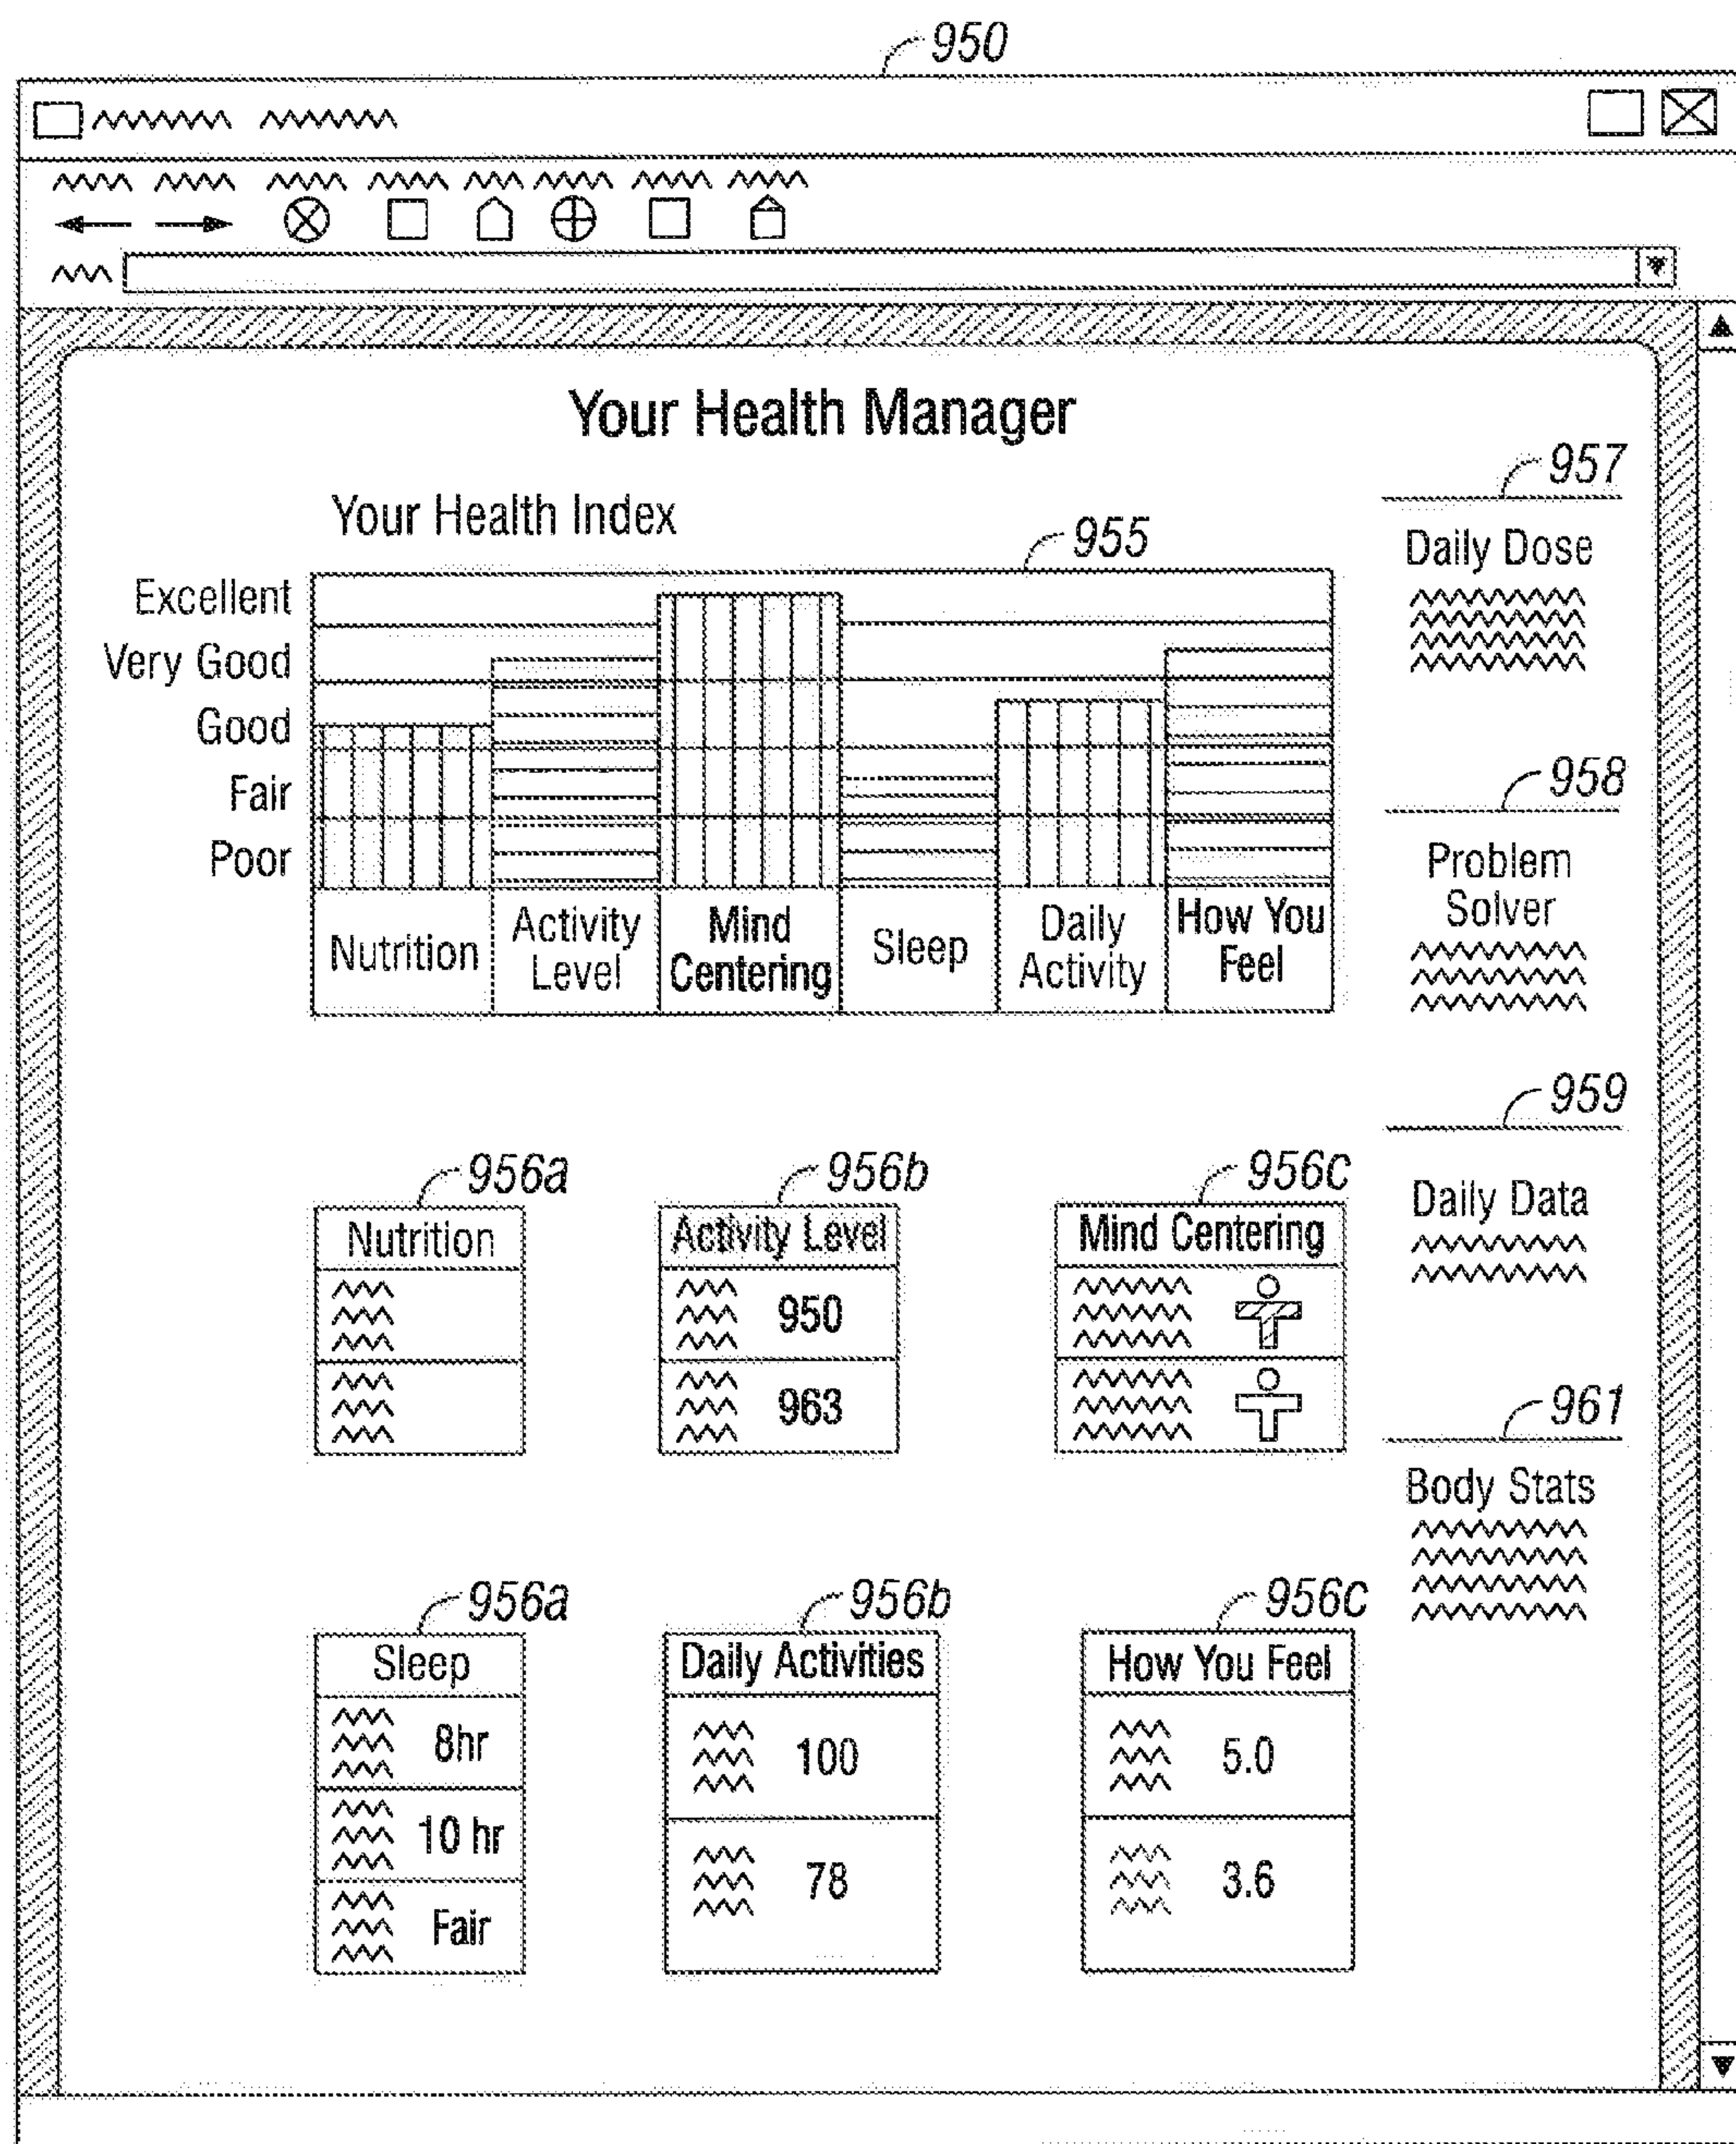 950
Your Health Manager
957
Your Health Index
955
Daily Dose
Excellent
Very Good
Good
Fair
Poor
958
Problem
Solver
Nutrition
Activity
Level
Mind
Centering
Sleep
Daily
Activity
How You
Feel
959
956a
956b
956c
Nutrition
Activity Level
950
963
Mind Centering
Daily Data
961
Body Stats
956a
956b
956c
Sleep
8hr
10 hr
Fair
Daily Activities
100
78
How You Feel
5.0
3.6